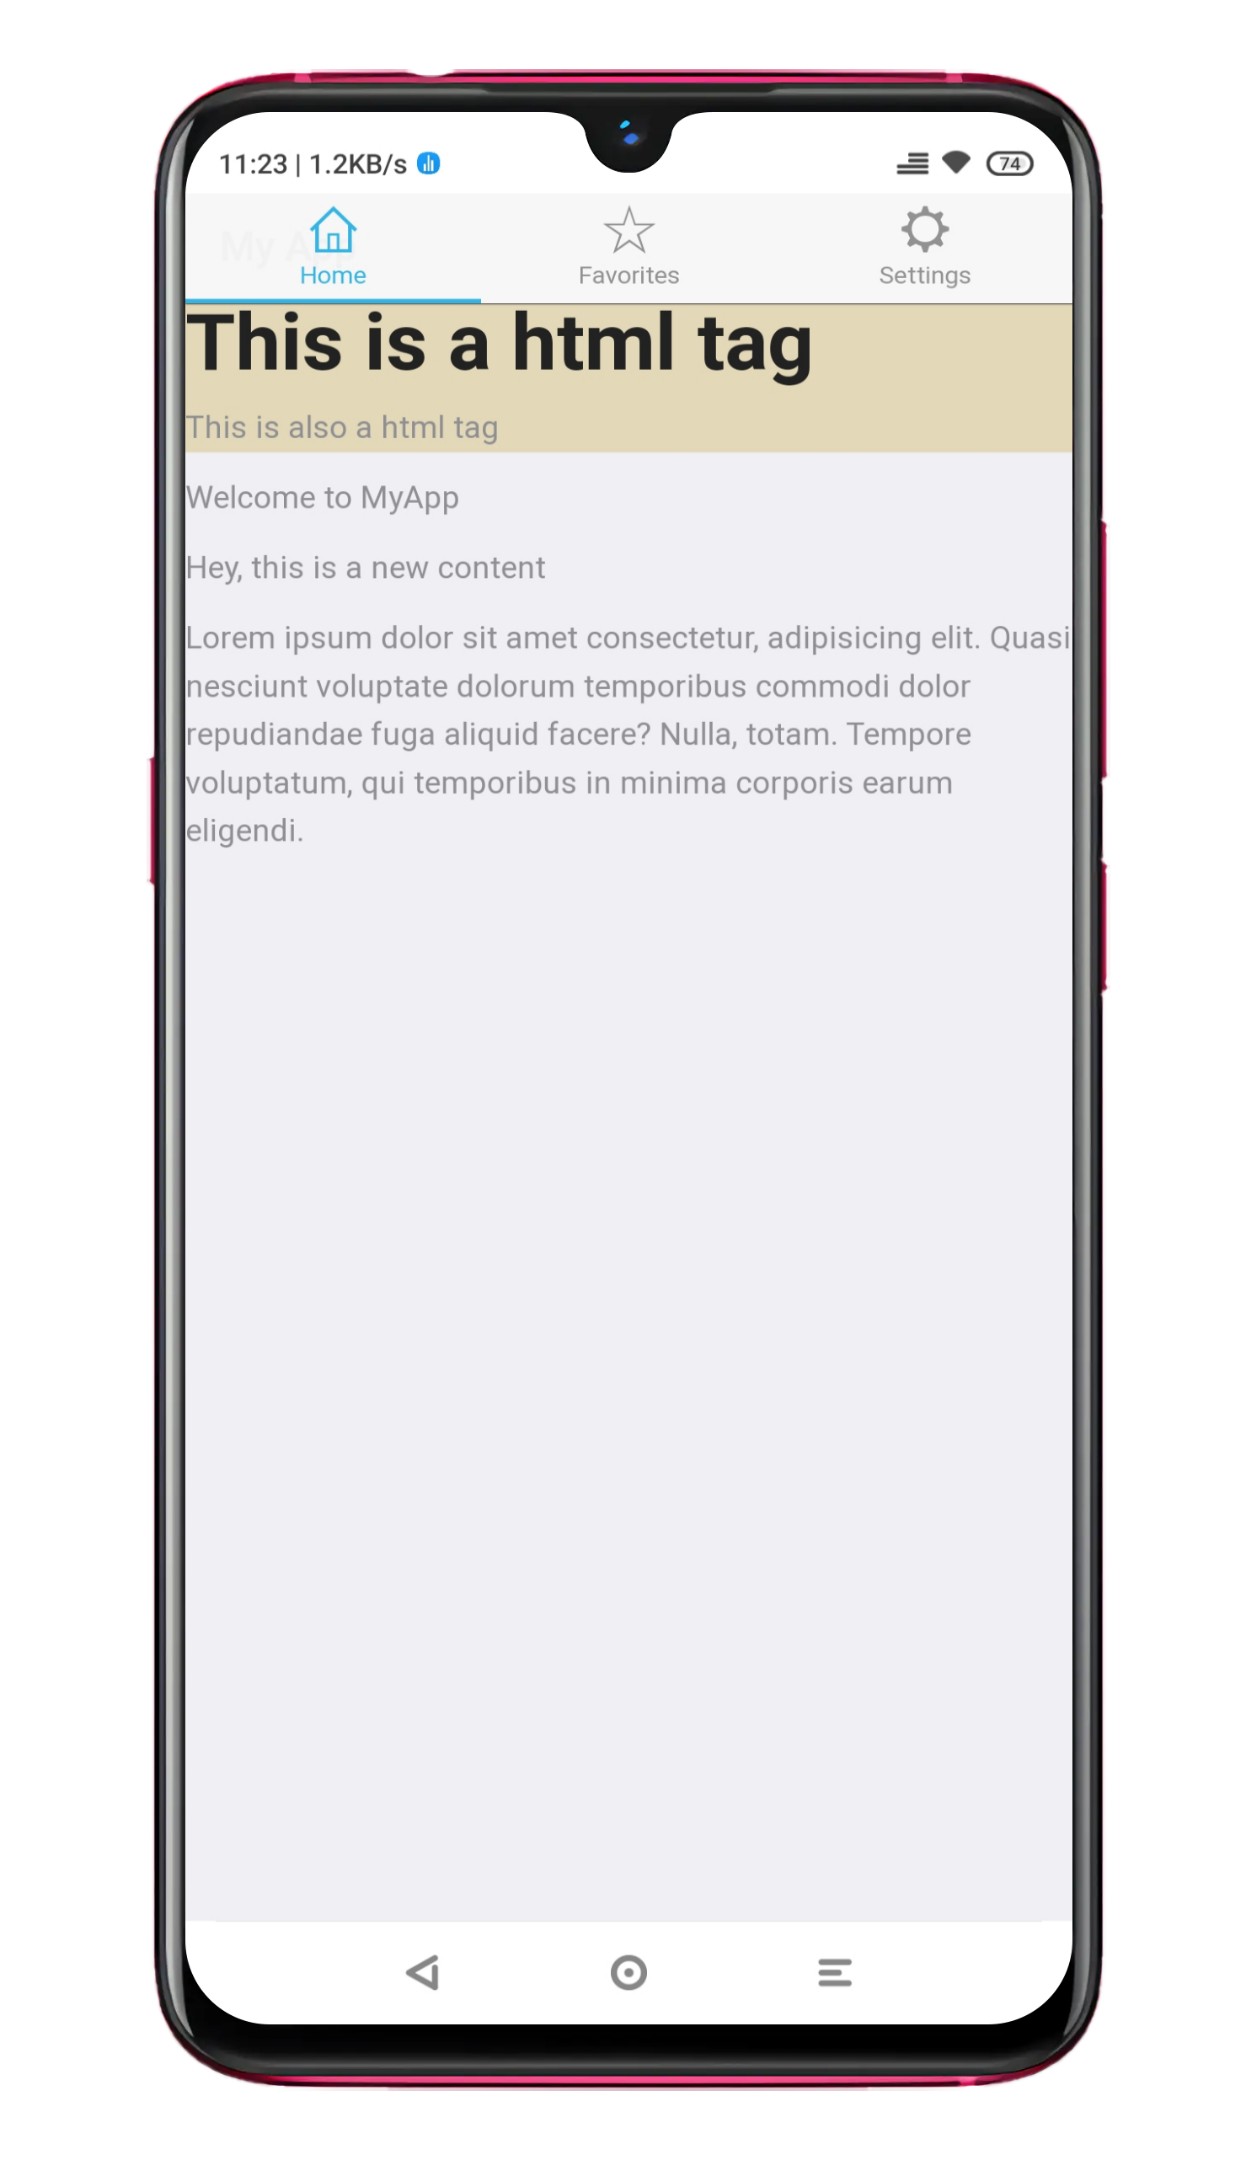 11:23 | 1.2KB/s
74
My App
Home
Favorites
Settings
This is a html tag
This is also a html tag
Welcome to MyApp
Hey, this is a new content
Lorem ipsum dolor sit amet consectetur, adipisicing elit. Quasi
nesciunt voluptate dolorum temporibus commodi dolor
repudiandae fuga aliquid facere? Nulla, totam. Tempore
voluptatum, qui temporibus in minima corporis earum
eligendi.